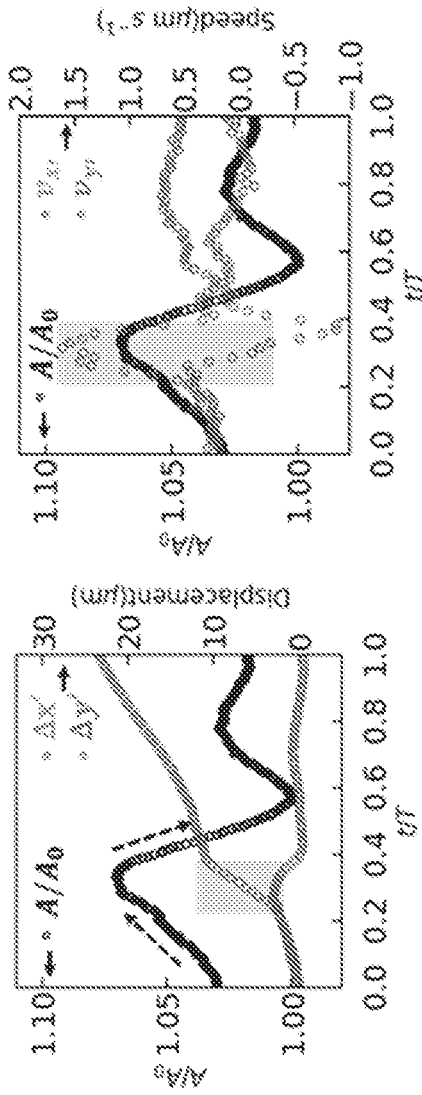 A/A₀
1.10
1.05
1.00
← ∘ A/A₀
∘ Δx′ →
∘ Δy′
30
20
10
0
Displacement(μm)
0.0 0.2 0.4 0.6 0.8 1.0
t/T
A/A₀
1.10
1.05
1.00
← ∘ A/A₀
∘ vₓ′ →
∘ v_y′
2.0
1.5
1.0
0.5
0.0
−0.5
−1.0
Speed(μm s⁻¹)
0.0 0.2 0.4 0.6 0.8 1.0
t/T